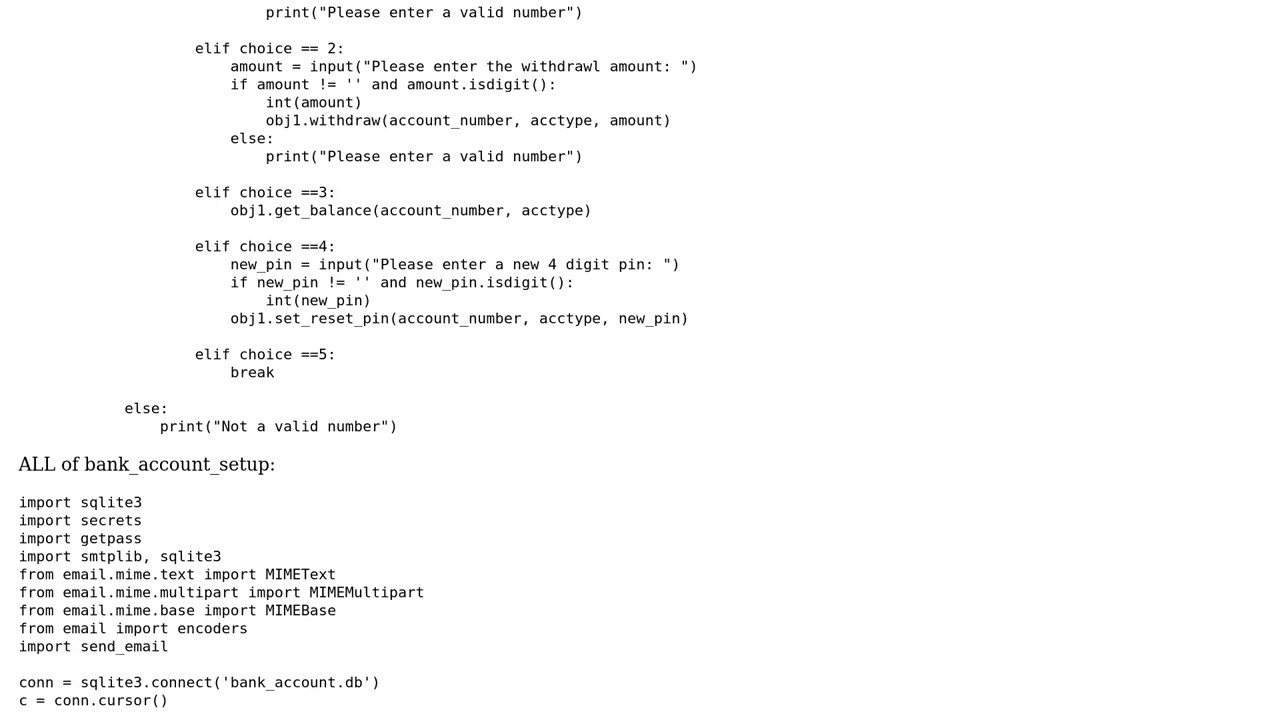 print("Please enter a valid number")
elif choice == 2:
amount = input("Please enter the withdrawl amount: ")
if amount != '' and amount.isdigit():
int(amount)
obj1.withdraw(account_number, acctype, amount)
else:
print("Please enter a valid number")
elif choice ==3:
obj1.get_balance(account_number, acctype)
elif choice ==4:
new_pin = input("Please enter a new 4 digit pin: ")
if new_pin != '' and new_pin.isdigit():
int(new_pin)
obj1.set_reset_pin(account_number, acctype, new_pin)
elif choice ==5:
break
else:
print("Not a valid number")
ALL of bank_account_setup:
import sqlite3
import secrets
import getpass
import smtplib, sqlite3
from email.mime.text import MIMEText
from email.mime.multipart import MIMEMultipart
from email.mime.base import MIMEBase
from email import encoders
import send_email
conn = sqlite3.connect('bank_account.db')
c = conn.cursor()